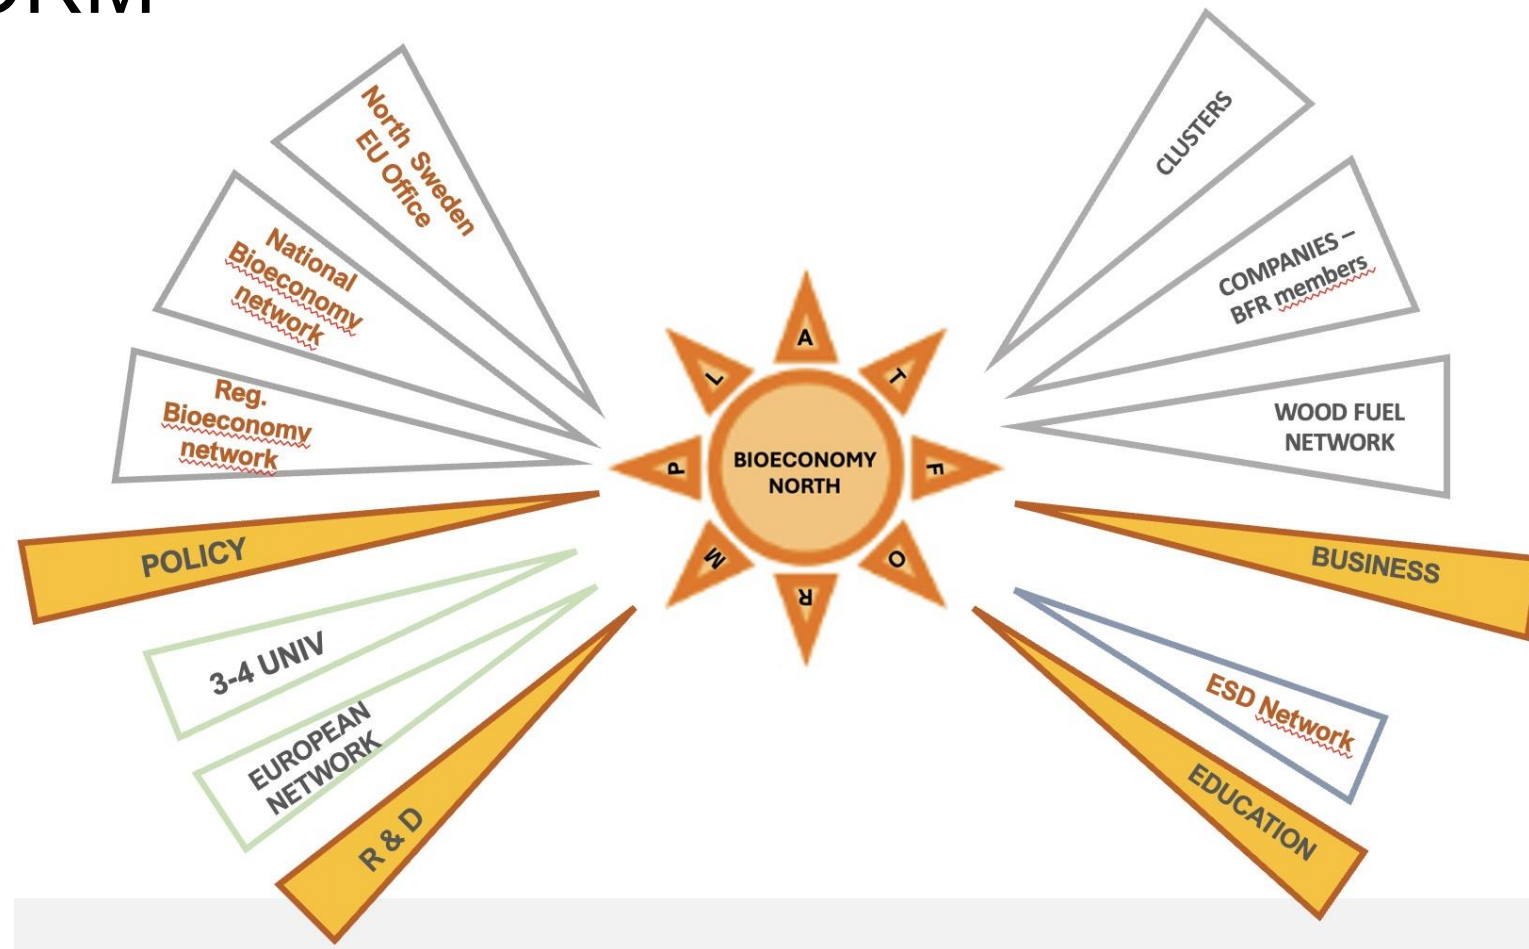 North Sweden
EU Office
National
Bioeconomy
network
Reg.
Bioeconomy
network
POLICY
3-4 UNIV
EUROPEAN
NETWORK
R & D
P
L
A
T
F
O
R
M
BIOECONOMY
NORTH
CLUSTERS
COMPANIES –
BFR members
WOOD FUEL
NETWORK
BUSINESS
ESD Network
EDUCATION